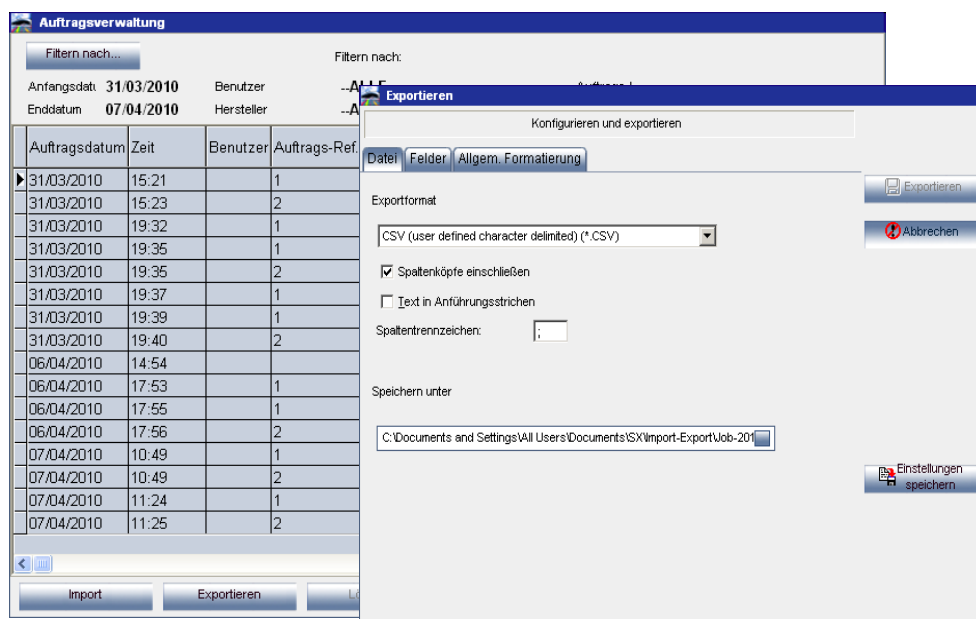 Auftragsverwaltung
Filtern nach...
Filtern nach:
Anfangsdatu 31/03/2010 Benutzer
Enddatum 07/04/2010 Hersteller
Auftragsdatum Zeit Benutzer Auftrags-Ref.
31/03/2010 15:21 1
31/03/2010 15:23 2
31/03/2010 19:32 1
31/03/2010 19:35 1
31/03/2010 19:35 2
31/03/2010 19:37 1
31/03/2010 19:39 1
31/03/2010 19:40 2
06/04/2010 14:54
06/04/2010 17:53 1
06/04/2010 17:55 1
06/04/2010 17:56 2
07/04/2010 10:49 1
07/04/2010 10:49 2
07/04/2010 11:24 1
07/04/2010 11:25 2
Import Exportieren
Exportieren
Konfigurieren und exportieren
Datei Felder Allgem. Formatierung
Exportformat
CSV (user defined character delimited) (*.CSV)
Spaltenköpfe einschließen
Text in Anführungsstrichen
Spaltentrennzeichen: ;
Speichern unter
C:\Documents and Settings\All Users\Documents\SX\Import-Export\Job-201
Exportieren
Abbrechen
Einstellungen
speichern